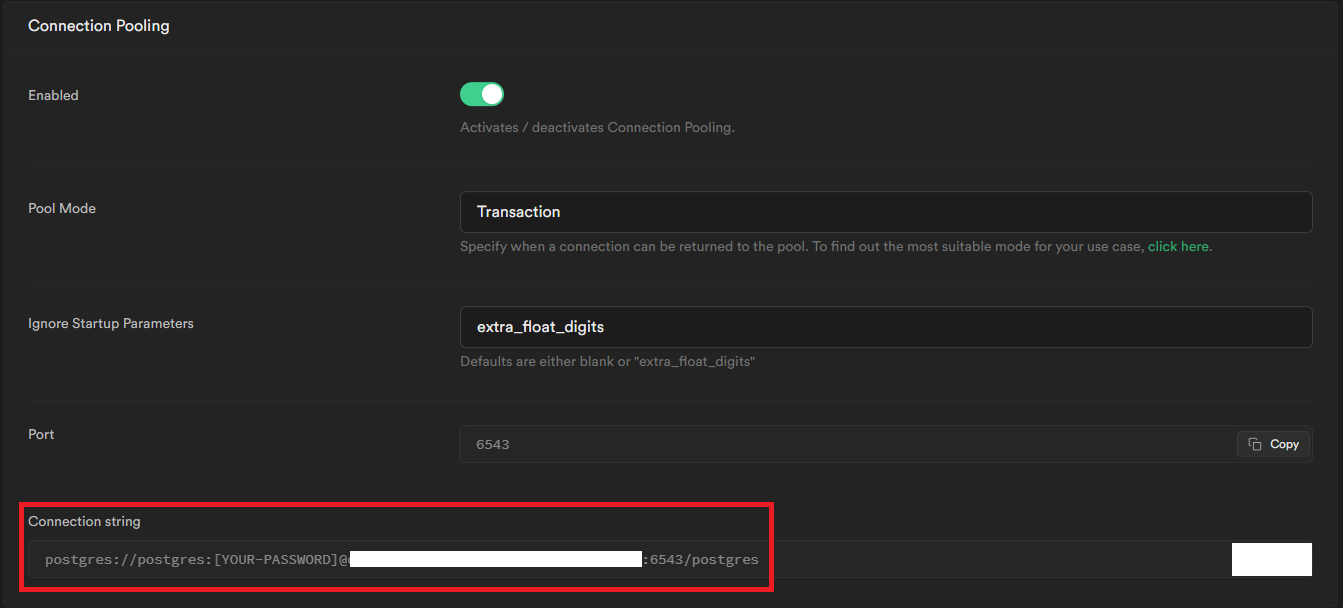 Connection Pooling
Enabled
Activates / deactivates Connection Pooling.
Pool Mode
Transaction
Specify when a connection can be returned to the pool. To find out the most suitable mode for your use case, click here.
Ignore Startup Parameters
extra_float_digits
Defaults are either blank or "extra_float_digits"
Port
6543
Copy
Connection string
postgres://postgres:[YOUR-PASSWORD]@ :6543/postgres